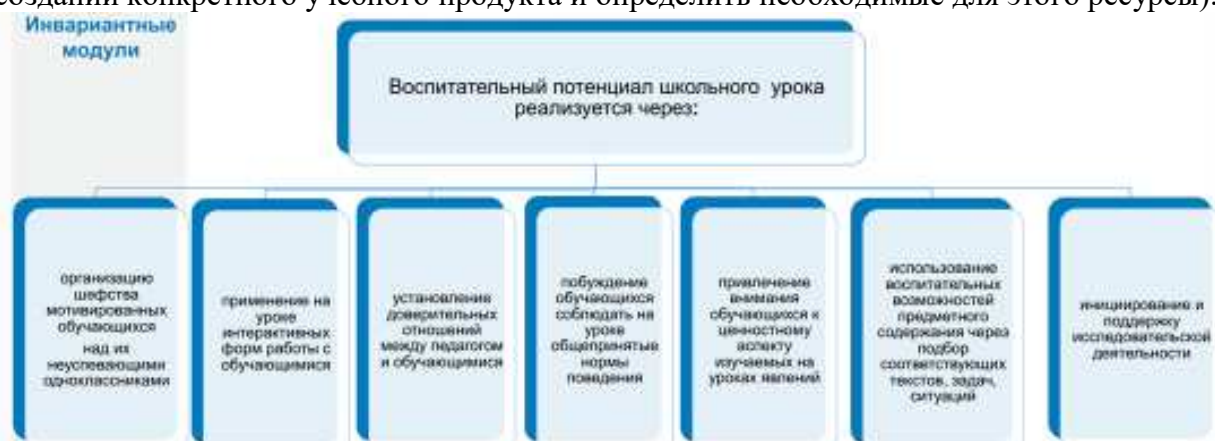 создании конкретного учебного продукта и определить необходимые для этого ресурсы).
Инвариантные
модули
Воспитательный потенциал школьного урока
реализуется через:
организацию
шефства
мотивированных
обучающихся
над их
неуспевающими
одноклассниками
применение на
уроке
интерактивных
форм работы с
обучающимися
установление
доверительных
отношений
между педагогом
и обучающимися
побуждение
обучающихся
соблюдать на
уроке
общепринятые
нормы
поведения
привлечение
внимания
обучающихся к
ценностному
аспекту
изучаемых на
уроках явлений
использование
воспитательных
возможностей
предметного
содержания через
подбор
соответствующих
текстов, задач,
ситуаций
инициирование и
поддержку
исследовательской
деятельности